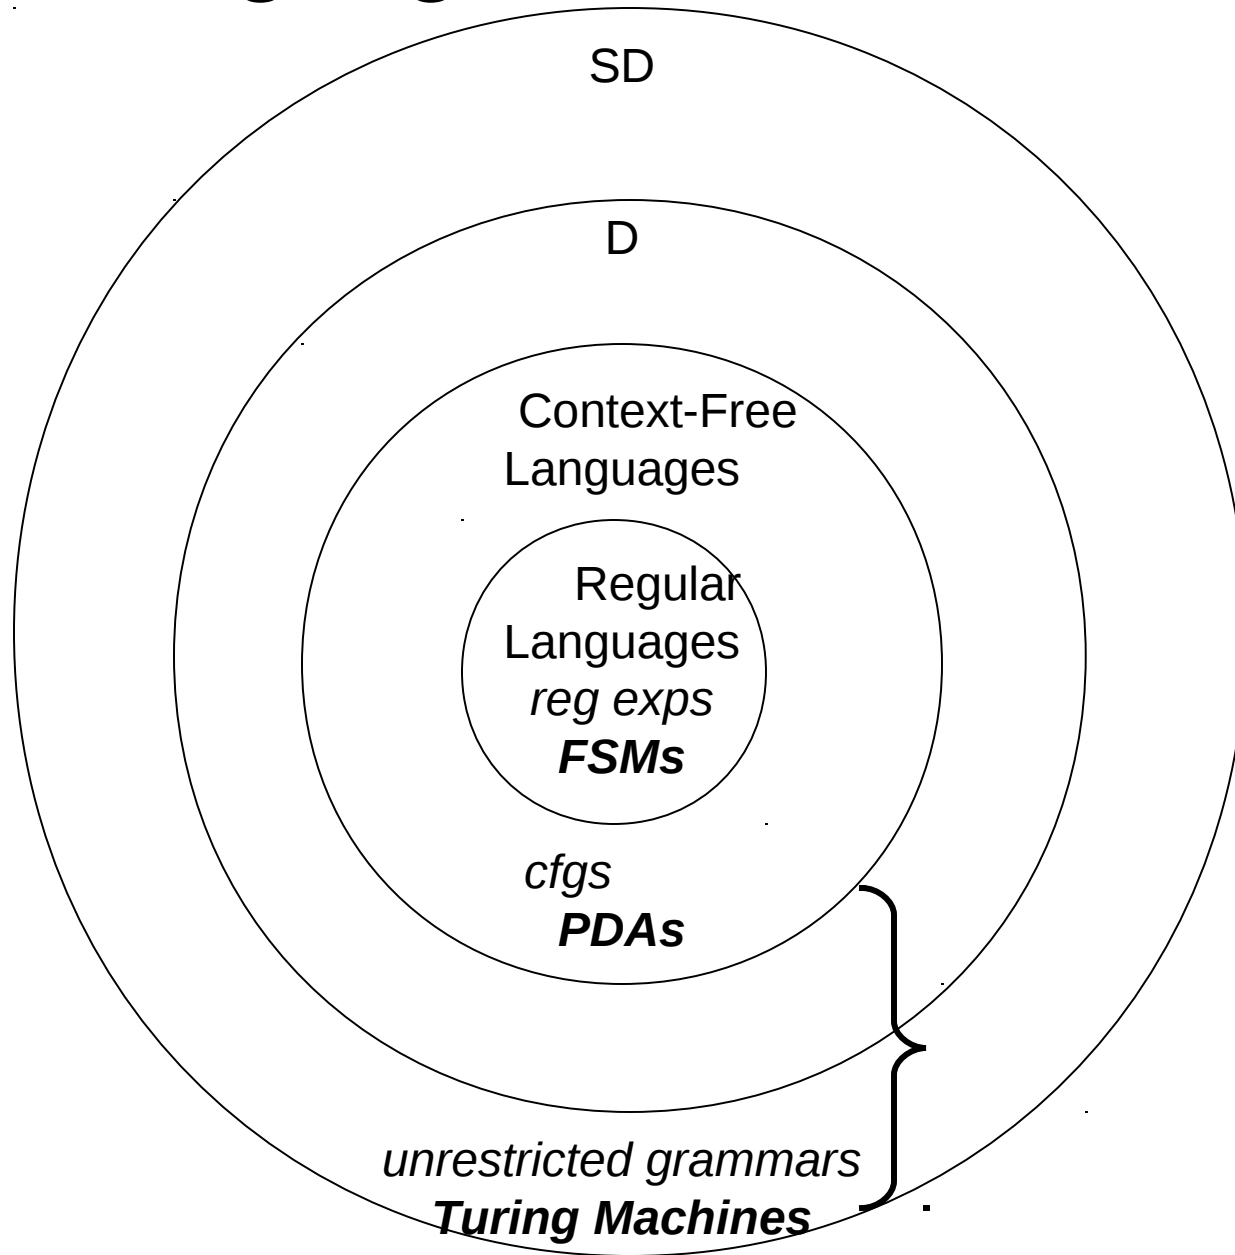 SD
D
Context-Free
Languages
Regular
Languages
reg exps
FSMs
cfgs
PDAs
unrestricted grammars
Turing Machines